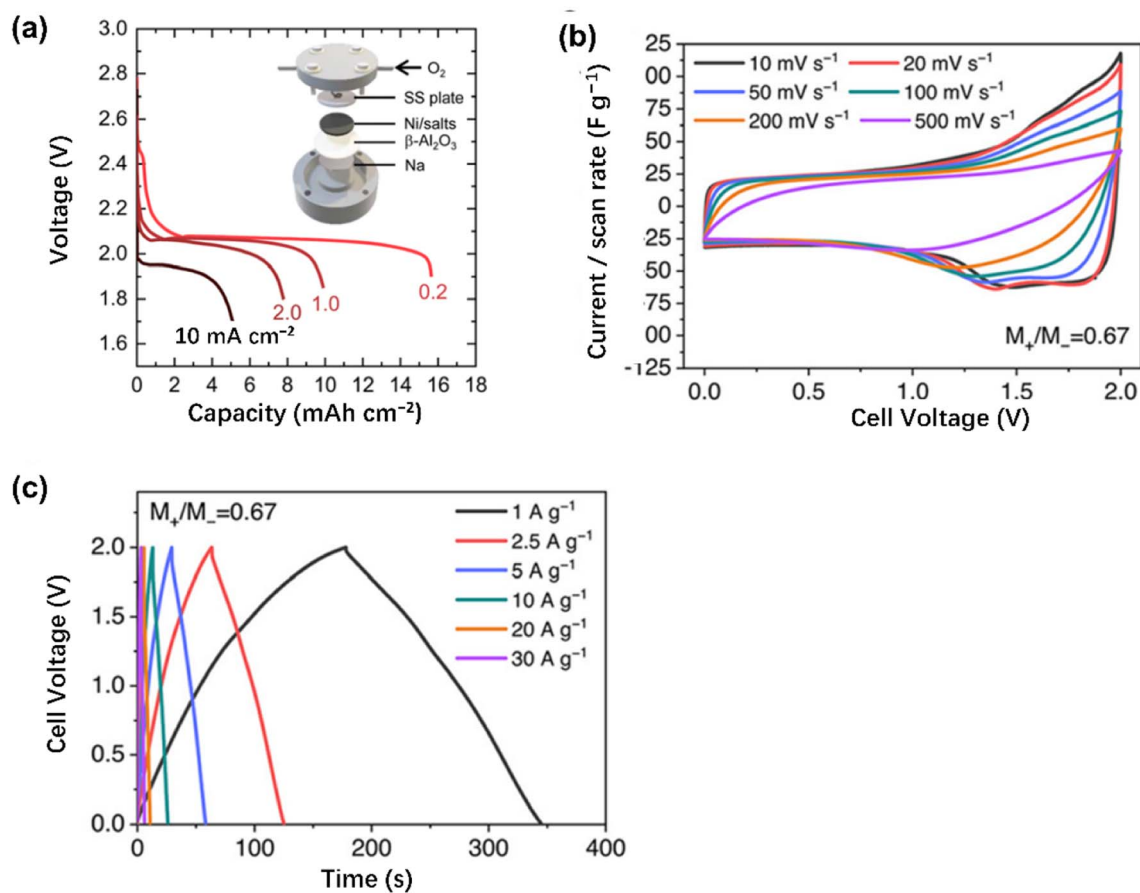 (a)
3.0
2.8
2.6
2.4
2.2
2.0
1.8
1.6
Voltage (V)
0 2 4 6 8 10 12 14 16 18
Capacity (mAh cm⁻²)
O₂
SS plate
Ni/salts
β-Al₂O₃
Na
0.2
1.0
2.0
10 mA cm⁻²
(b)
25
00
75
50
25
0
-25
50
75
00
-125
Current / scan rate (F g⁻¹)
10 mV s⁻¹ 20 mV s⁻¹
50 mV s⁻¹ 100 mV s⁻¹
200 mV s⁻¹ 500 mV s⁻¹
M₊/M₋=0.67
0.0 0.5 1.0 1.5 2.0
Cell Voltage (V)
(c)
M₊/M₋=0.67
2.0
1.5
1.0
0.5
0.0
Cell Voltage (V)
1 A g⁻¹
2.5 A g⁻¹
5 A g⁻¹
10 A g⁻¹
20 A g⁻¹
30 A g⁻¹
0 100 200 300 400
Time (s)